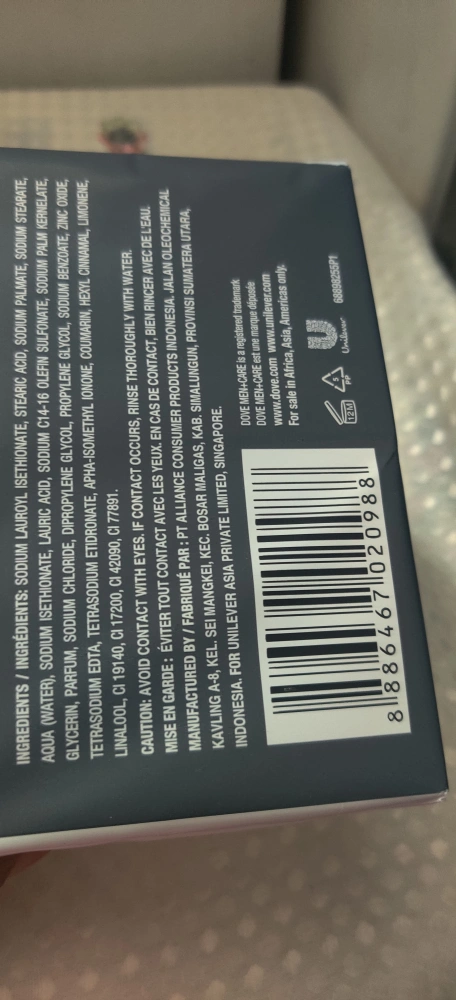 INGREDIENTS / INGRÉDIENTS: SODIUM LAUROYL ISETHIONATE, STEARIC ACID, SODIUM PALMATE, SODIUM STEARATE,
AQUA (WATER), SODIUM ISETHIONATE, LAURIC ACID, SODIUM C14-16 OLEFIN SULFONATE, SODIUM PALM KERNELATE,
GLYCERIN, PARFUM, SODIUM CHLORIDE, DIPROPYLENE GLYCOL, PROPYLENE GLYCOL, SODIUM BENZOATE, ZINC OXIDE,
TETRASODIUM EDTA, TETRASODIUM ETIDRONATE, APHA-ISOMETHYL IONONE, COUMARIN, HEXYL CINNAMAL, LIMONENE,
LINALOOL, CI 19140, CI 17200, CI 42090, CI 77891.
CAUTION: AVOID CONTACT WITH EYES. IF CONTACT OCCURS, RINSE THOROUGHLY WITH WATER.
MISE EN GARDE: ÉVITER TOUT CONTACT AVEC LES YEUX. EN CAS DE CONTACT, BIEN RINCER AVEC DE L'EAU.
MANUFACTURED BY / FABRIQUÉ PAR: PT ALLIANCE CONSUMER PRODUCTS INDONESIA. JALAN OLEOCHEMICAL
KAVLING A-8, KEL. SEI MANGKEI, KEC. BOSAR MALIGAS, KAB. SIMALUNGUN, PROVINSI SUMATERA UTARA,
INDONESIA. FOR UNILEVER ASIA PRIVATE LIMITED, SINGAPORE.
DOVE MEN+CARE is a registered trademark
DOVE MEN+CARE est une marque déposée
www.dove.com www.unilever.com
For sale in Africa, Asia, Americas only.
12M
5
PP
Unilever
68898255P1
8 886467 020988